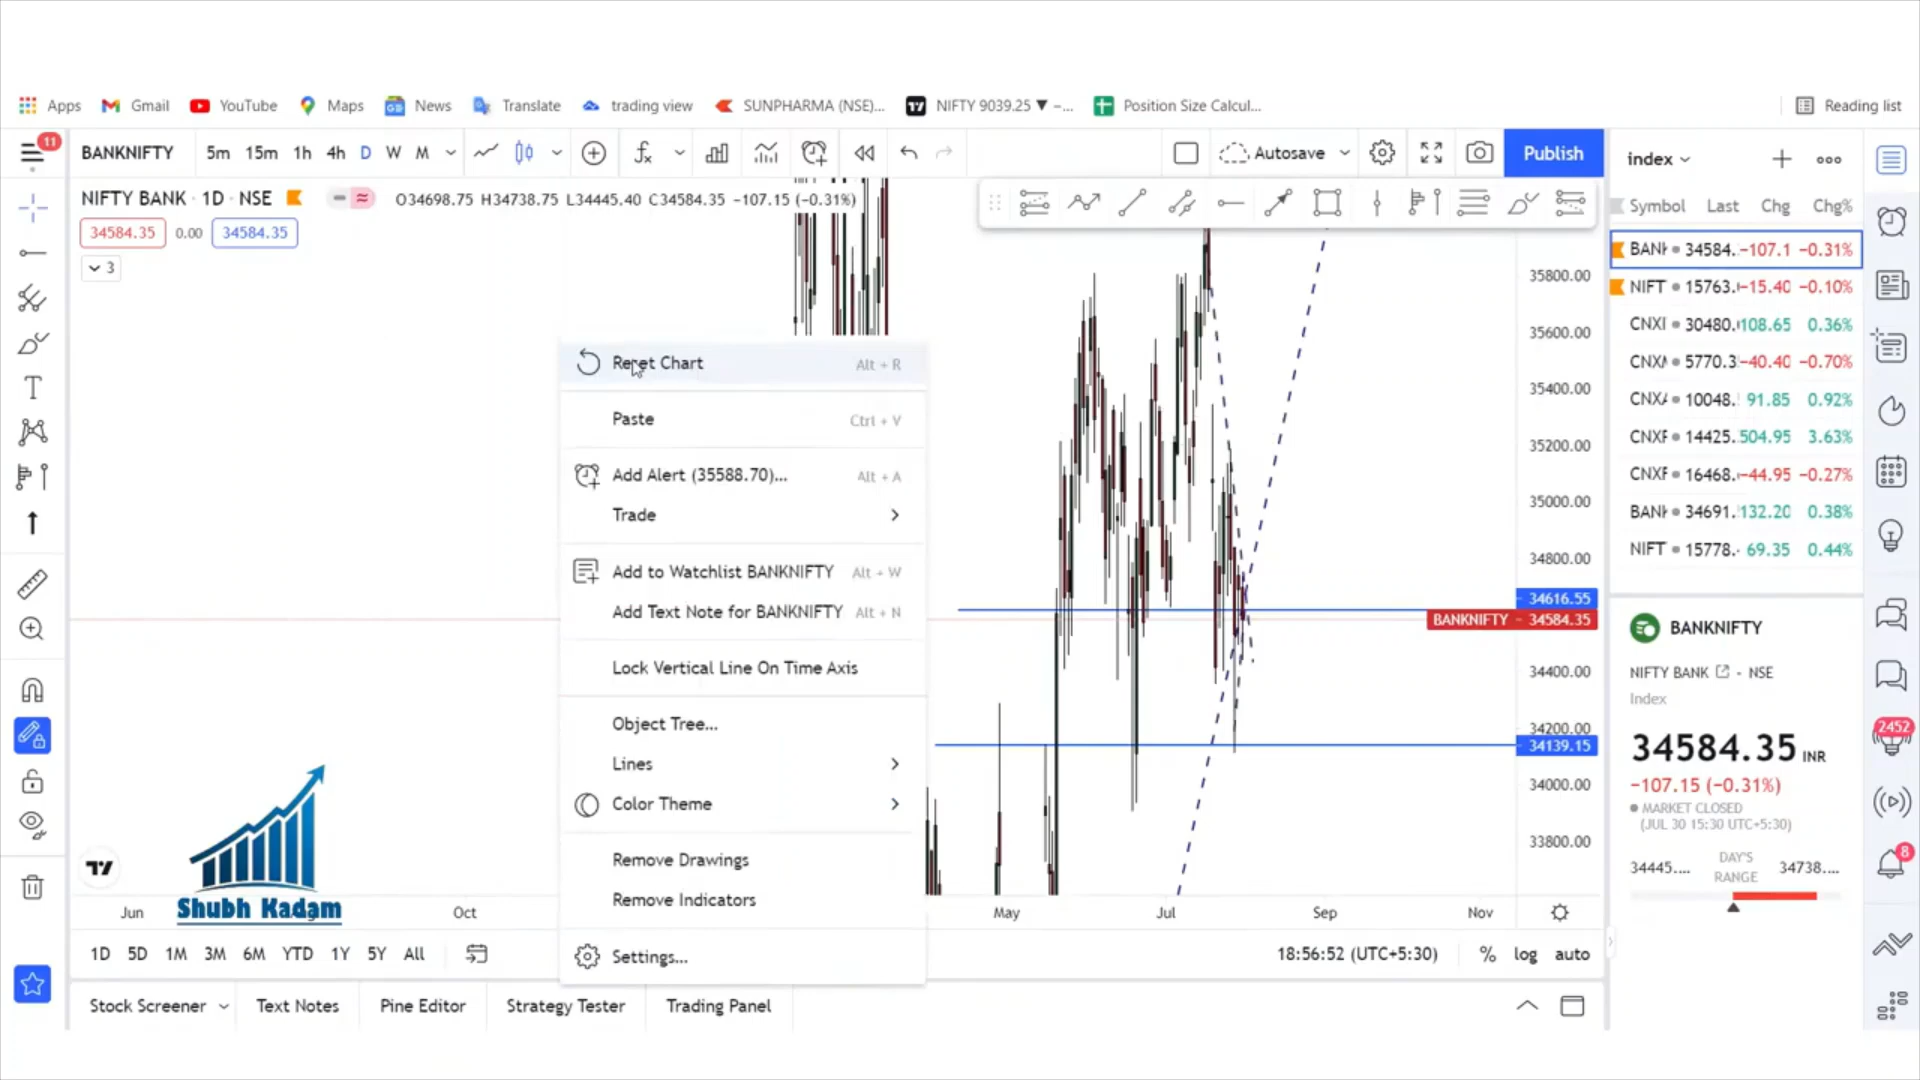 Apps Gmail YouTube Maps News Translate trading view SUNPHARMA (NSE)... NIFTY 9039.25 ▼ −... Position Size Calcul... Reading list
11
BANKNIFTY 5m 15m 1h 4h D W M Autosave Publish
index
NIFTY BANK · 1D · NSE O34698.75 H34738.75 L34445.40 C34584.35 −107.15 (−0.31%)
34584.35 0.00 34584.35
3
Symbol Last Chg Chg%
34584. −107.1 −0.31%
NIFT 15763. −15.40 −0.10%
30480. 108.65 0.36%
5770.3 −40.40 −0.70%
10048. 91.85 0.92%
14425. 504.95 3.63%
16468. −44.95 −0.27%
34691. 132.20 0.38%
NIFT 15778. 69.35 0.44%
Reset Chart Alt + R
Paste Ctrl + V
Add Alert (35588.70)... Alt + A
Trade
Add to Watchlist BANKNIFTY Alt + W
Add Text Note for BANKNIFTY Alt + N
Lock Vertical Line On Time Axis
Object Tree...
Lines
Color Theme
Remove Drawings
Remove Indicators
Settings...
35800.00
35600.00
35400.00
35200.00
35000.00
34800.00
34616.55
BANKNIFTY 34584.35
34400.00
34200.00
34139.15
34000.00
33800.00
BANKNIFTY
NIFTY BANK - NSE
Index
34584.35 INR
−107.15 (−0.31%)
MARKET CLOSED
(JUL 30 15:30 UTC+5:30)
34445.... DAY'S RANGE 34738....
2452
8
Shubh Kadam
Jun Oct May Jul Sep Nov
1D 5D 1M 3M 6M YTD 1Y 5Y All 18:56:52 (UTC+5:30) % log auto
Stock Screener Text Notes Pine Editor Strategy Tester Trading Panel